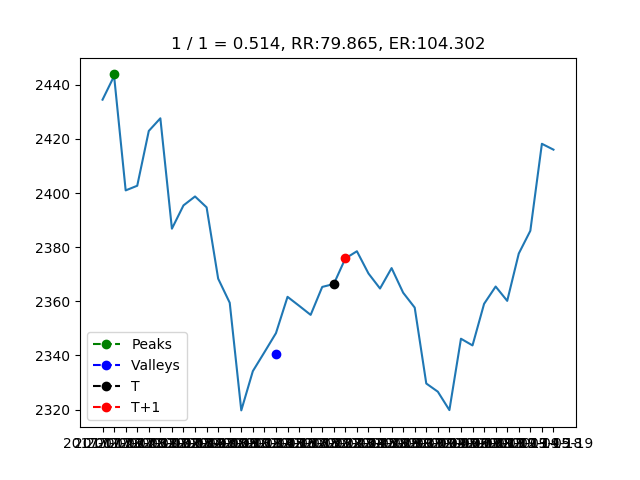 1 / 1 = 0.514, RR:79.865, ER:104.302
2440
2420
2400
2380
2360
2340
2320
Peaks
Valleys
T
T+1